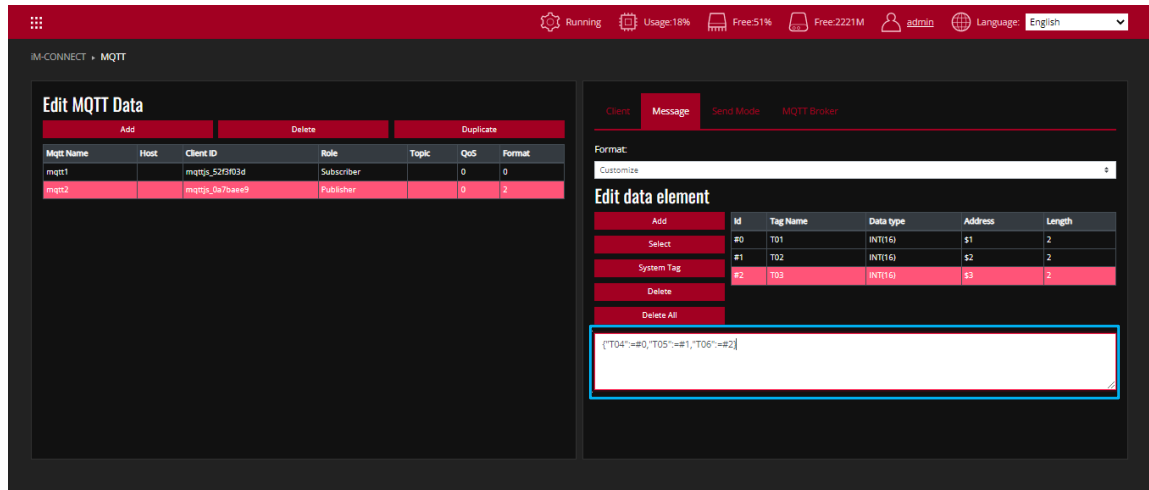 Running Usage:18% Free:51% Free:2221M admin Language: English
iM-CONNECT ▸ MQTT
Edit MQTT Data
Add Delete Duplicate
Mqtt Name Host Client ID Role Topic QoS Format
mqtt1 mqttjs_52f3f03d Subscriber 0 0
mqtt2 mqttjs_0a7baee9 Publisher 0 2
Client Message Send Mode MQTT Broker
Format:
Customize
Edit data element
Add
Select
System Tag
Delete
Delete All
Id Tag Name Data type Address Length
#0 T01 INT(16) $1 2
#1 T02 INT(16) $2 2
#2 T03 INT(16) $3 2
{"T04":=#0,"T05":=#1,"T06":=#2}